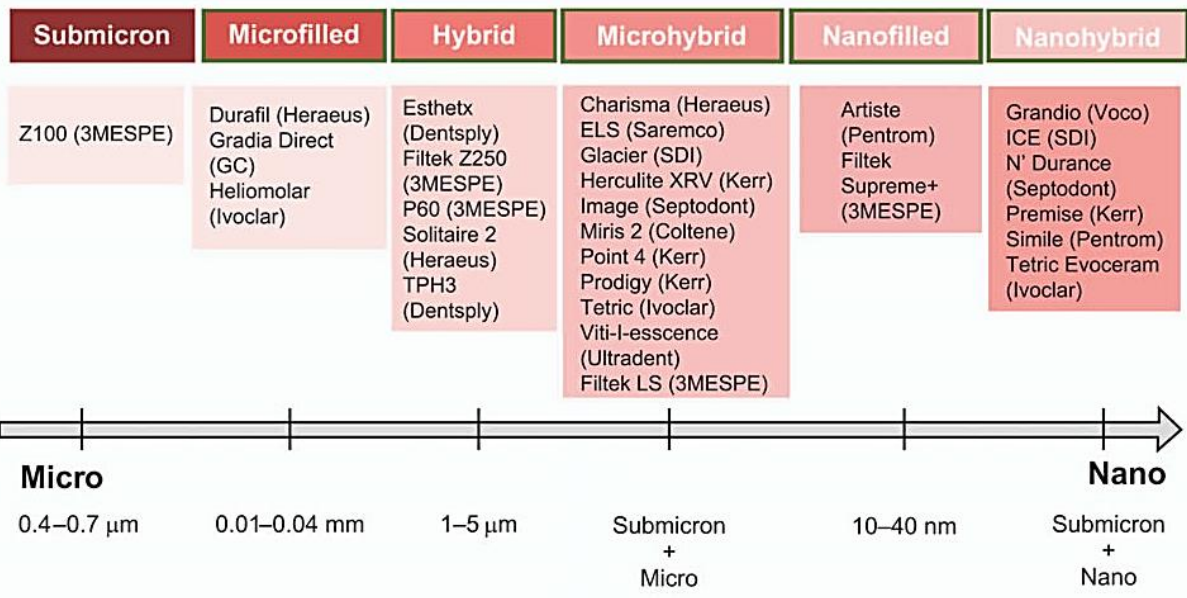 Submicron
Microfilled
Hybrid
Microhybrid
Nanofilled
Nanohybrid
Z100 (3MESPE)
Durafil (Heraeus)
Gradia Direct
(GC)
Heliomolar
(Ivoclar)
Esthetx
(Dentsply)
Filtek Z250
(3MESPE)
P60 (3MESPE)
Solitaire 2
(Heraeus)
TPH3
(Dentsply)
Charisma (Heraeus)
ELS (Saremco)
Glacier (SDI)
Herculite XRV (Kerr)
Image (Septodont)
Miris 2 (Coltene)
Point 4 (Kerr)
Prodigy (Kerr)
Tetric (Ivoclar)
Viti-l-esscence
(Ultradent)
Filtek LS (3MESPE)
Artiste
(Pentrom)
Filtek
Supreme+
(3MESPE)
Grandio (Voco)
ICE (SDI)
N' Durance
(Septodont)
Premise (Kerr)
Simile (Pentrom)
Tetric Evoceram
(Ivoclar)
Micro
Nano
0.4–0.7 μm
0.01–0.04 mm
1–5 μm
Submicron
+
Micro
10–40 nm
Submicron
+
Nano